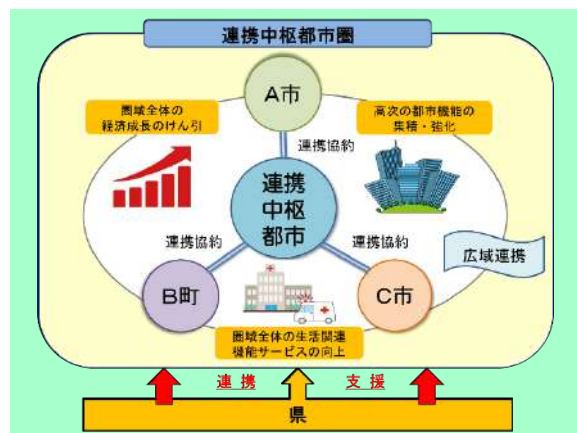 連携中枢都市圏
A市
圏域全体の
経済成長のけん引
高次の都市機能の
集積・強化
連携協約
連携
中枢
都市
連携協約
連携協約
広域連携
B町
C市
圏域全体の生活関連
機能サービスの向上
連携
支援
県